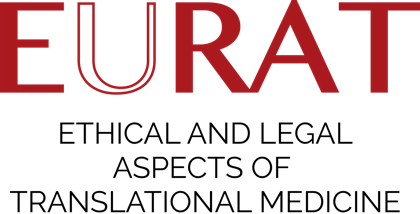 EURAT
ETHICAL AND LEGAL
ASPECTS OF
TRANSLATIONAL MEDICINE